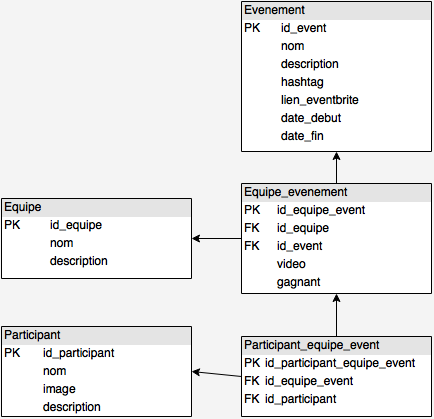 Evenement
PK id_event
nom
description
hashtag
lien_eventbrite
date_debut
date_fin
Equipe
PK id_equipe
nom
description
Equipe_evenement
PK id_equipe_event
FK id_equipe
FK id_event
video
gagnant
Participant
PK id_participant
nom
image
description
Participant_equipe_event
PK id_participant_equipe_event
FK id_equipe_event
FK id_participant